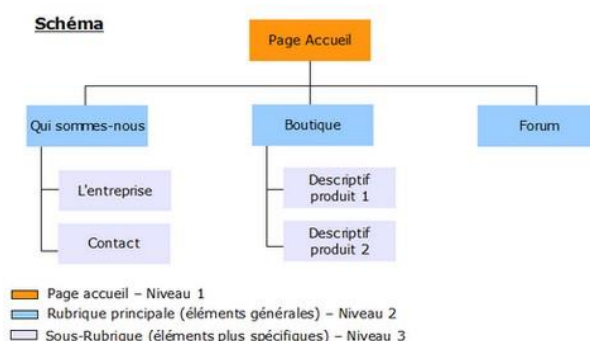 Schéma
Page Accueil
Qui sommes-nous
Boutique
Forum
L'entreprise
Contact
Descriptif
produit 1
Descriptif
produit 2
Page accueil – Niveau 1
Rubrique principale (éléments générales) – Niveau 2
Sous-Rubrique (éléments plus spécifiques) – Niveau 3